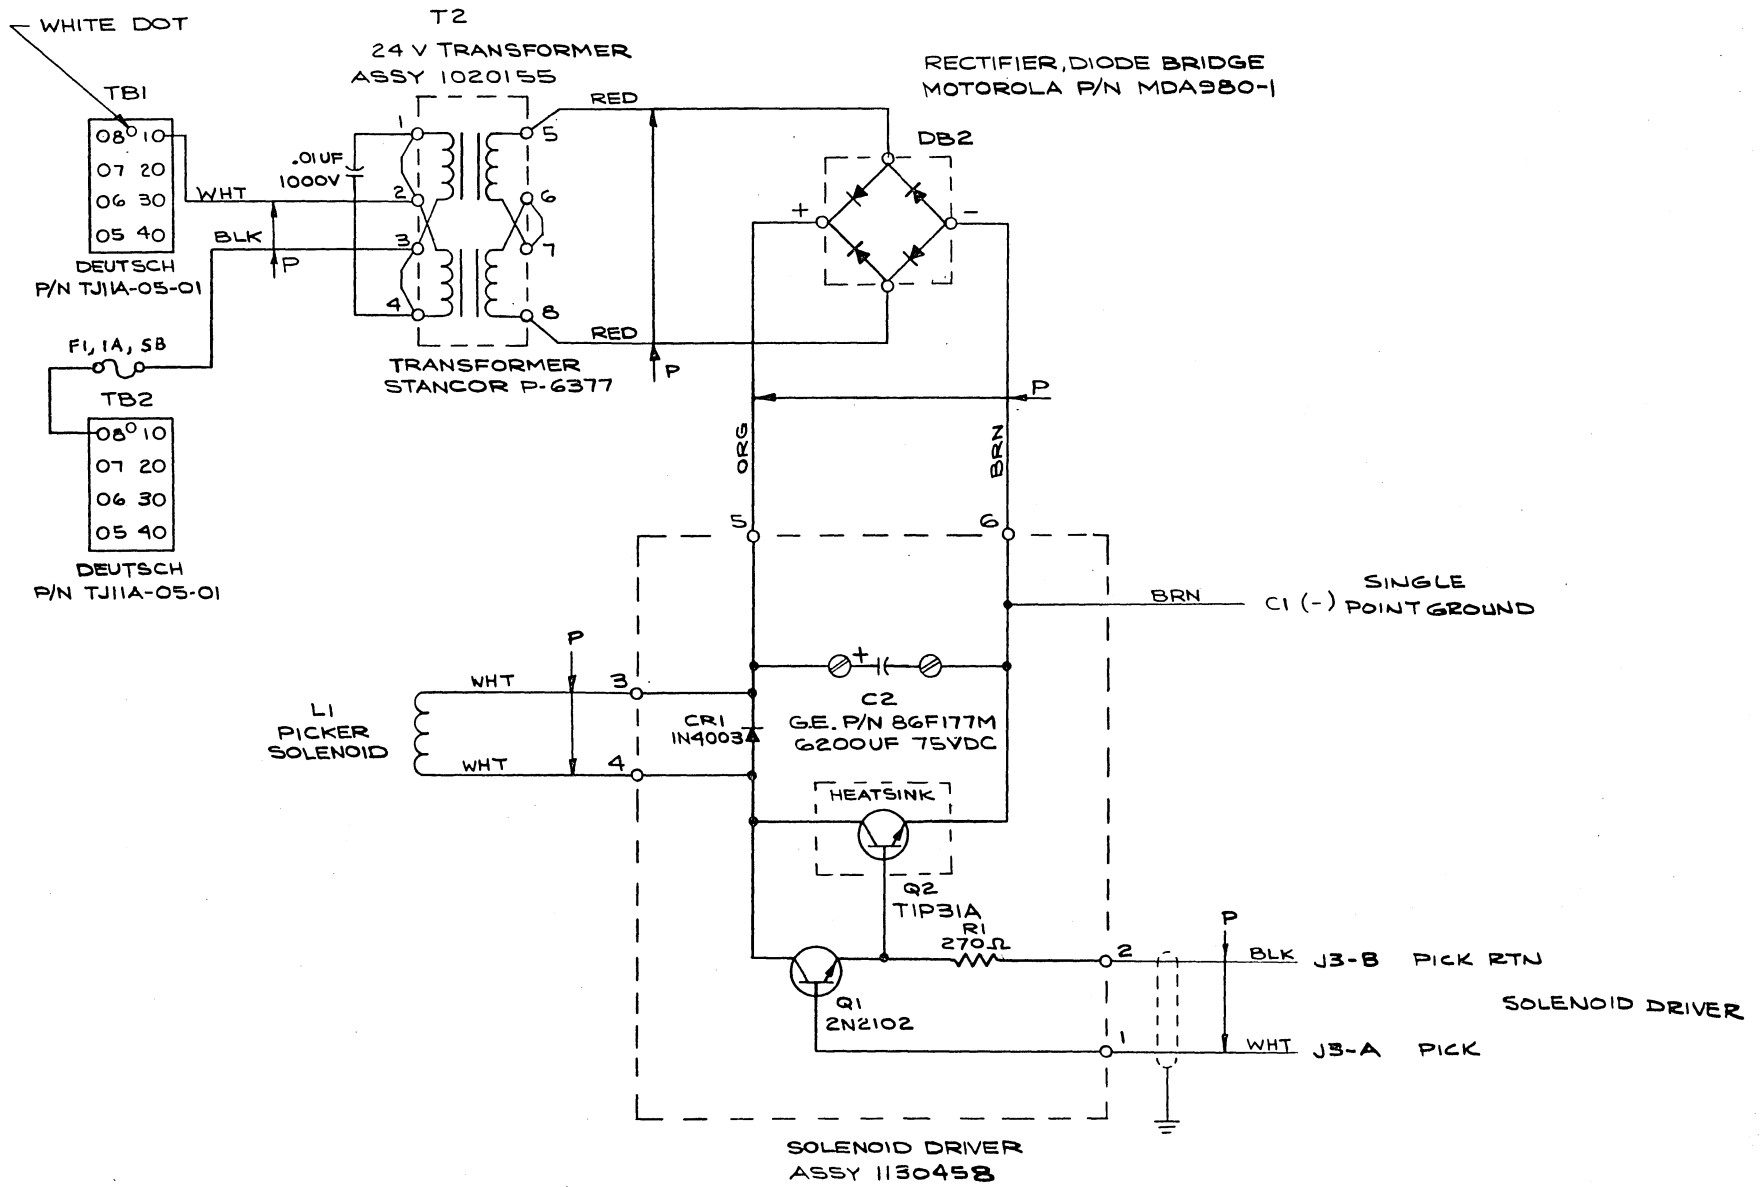 WHITE DOT
T2
24 V TRANSFORMER
ASSY 1020155
RECTIFIER, DIODE BRIDGE
MOTOROLA P/N MDA980-1
TB1
08 10
07 20
06 30
05 40
DEUTSCH
P/N TJ11A-05-01
WHT
BLK
P
.01UF
1000V
1
2
3
4
5
6
7
8
RED
RED
P
TRANSFORMER
STANCOR P-6377
DB2
+
-
F1, 1A, SB
TB2
08 10
07 20
06 30
05 40
DEUTSCH
P/N TJ11A-05-01
P
ORG
BRN
5
6
BRN
C1 (-)
SINGLE
POINT GROUND
P
L1
PICKER
SOLENOID
WHT
WHT
3
4
CR1
1N4003
+
C2
G.E. P/N 86F177M
6200UF 75VDC
HEATSINK
Q2
TIP31A
R1
270Ω
Q1
2N2102
2
1
P
BLK J3-B PICK RTN
SOLENOID DRIVER
WHT J3-A PICK
SOLENOID DRIVER
ASSY 1130458